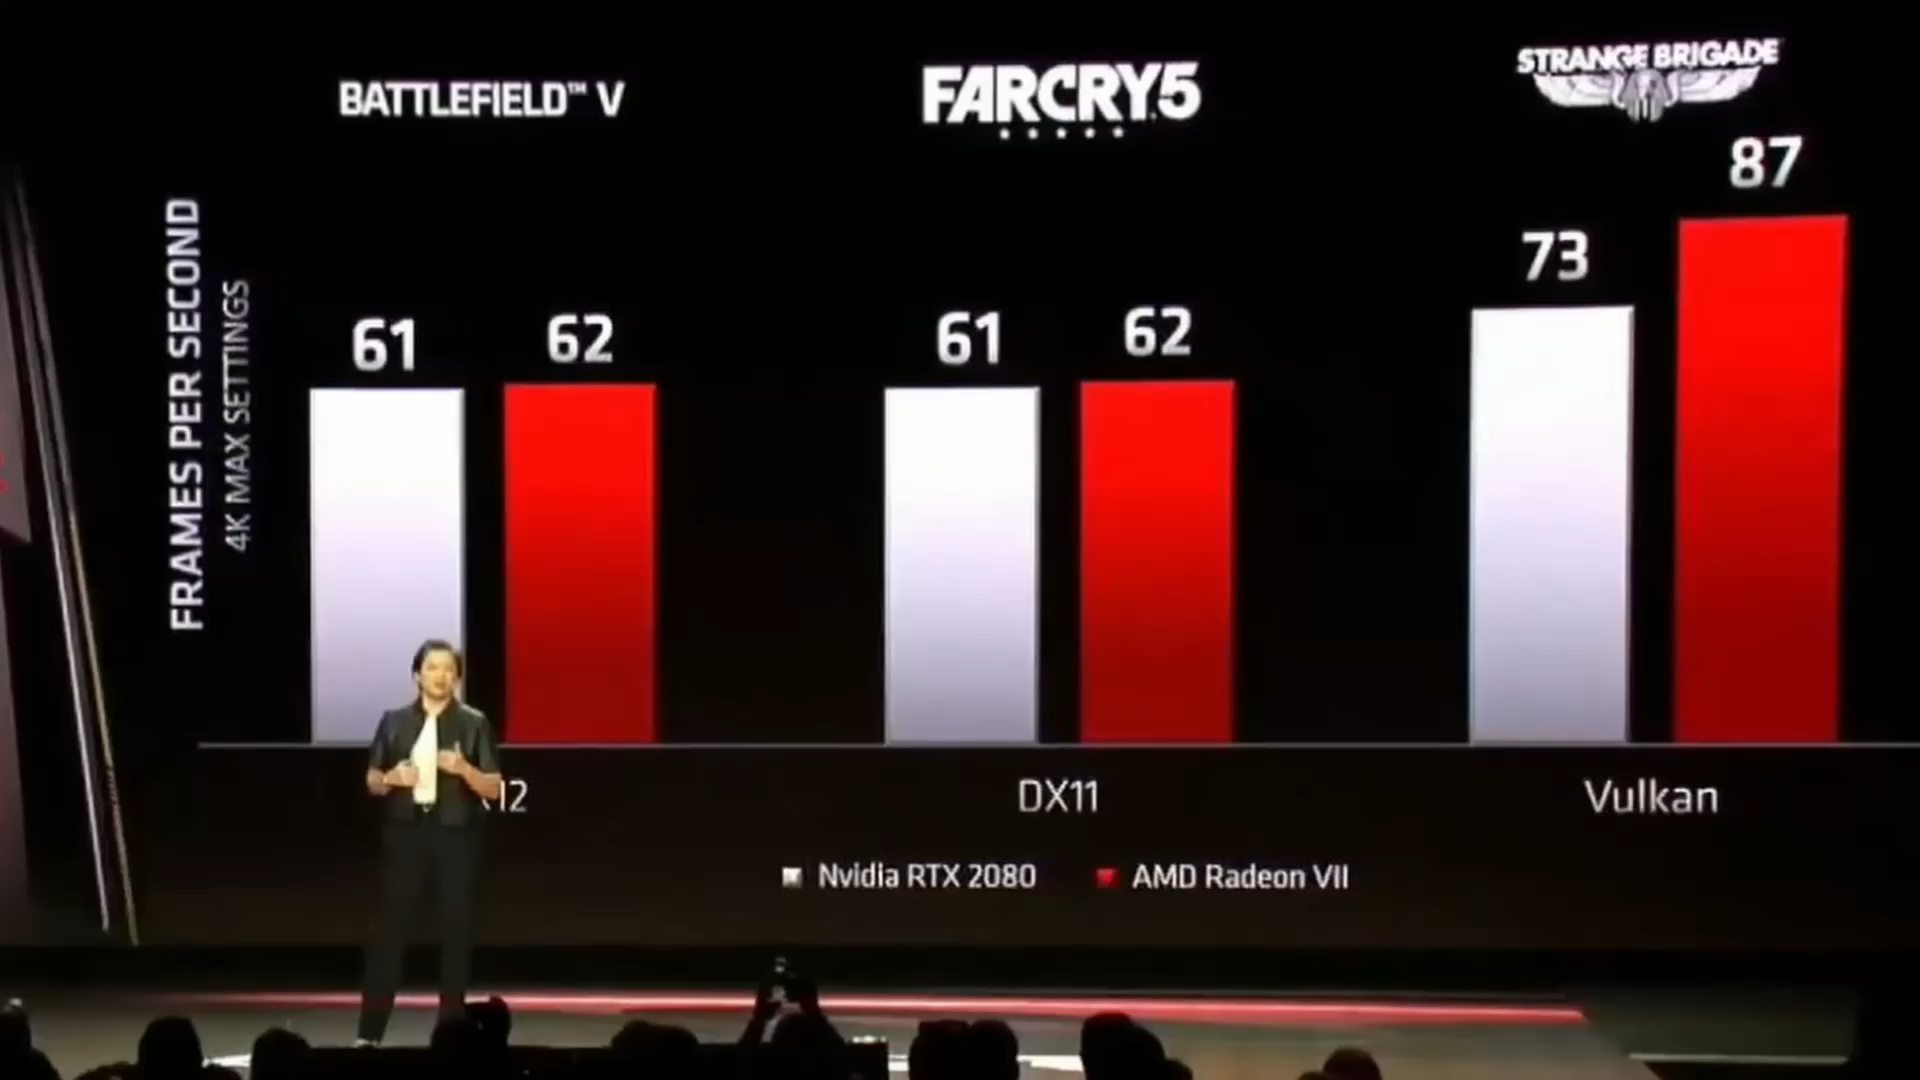 BATTLEFIELD™ V
FARCRY5
STRANGE BRIGADE
FRAMES PER SECOND
4K MAX SETTINGS
61
62
61
62
73
87
12
DX11
Vulkan
Nvidia RTX 2080
AMD Radeon VII